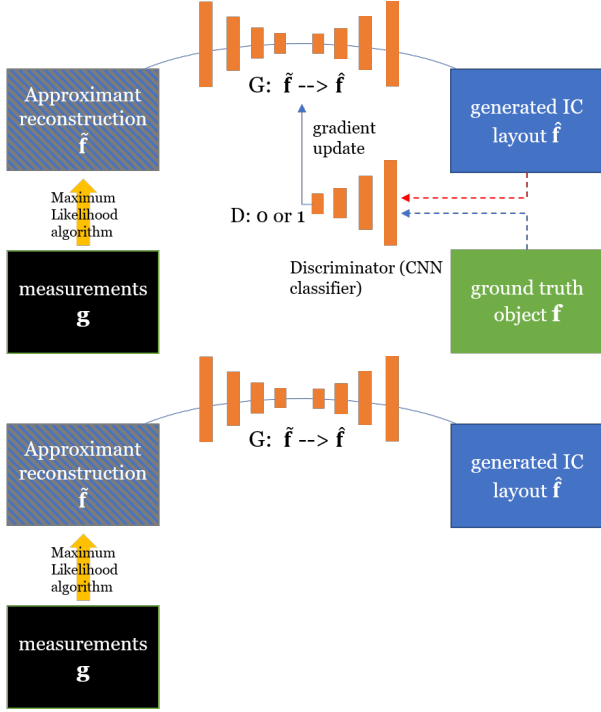 G: f̃ --> f̂
Approximant
reconstruction
f̃
generated IC
layout f̂
gradient
update
Maximum
Likelihood
algorithm
D: 0 or 1
Discriminator (CNN
classifier)
measurements
g
ground truth
object f
G: f̃ --> f̂
Approximant
reconstruction
f̃
generated IC
layout f̂
Maximum
Likelihood
algorithm
measurements
g